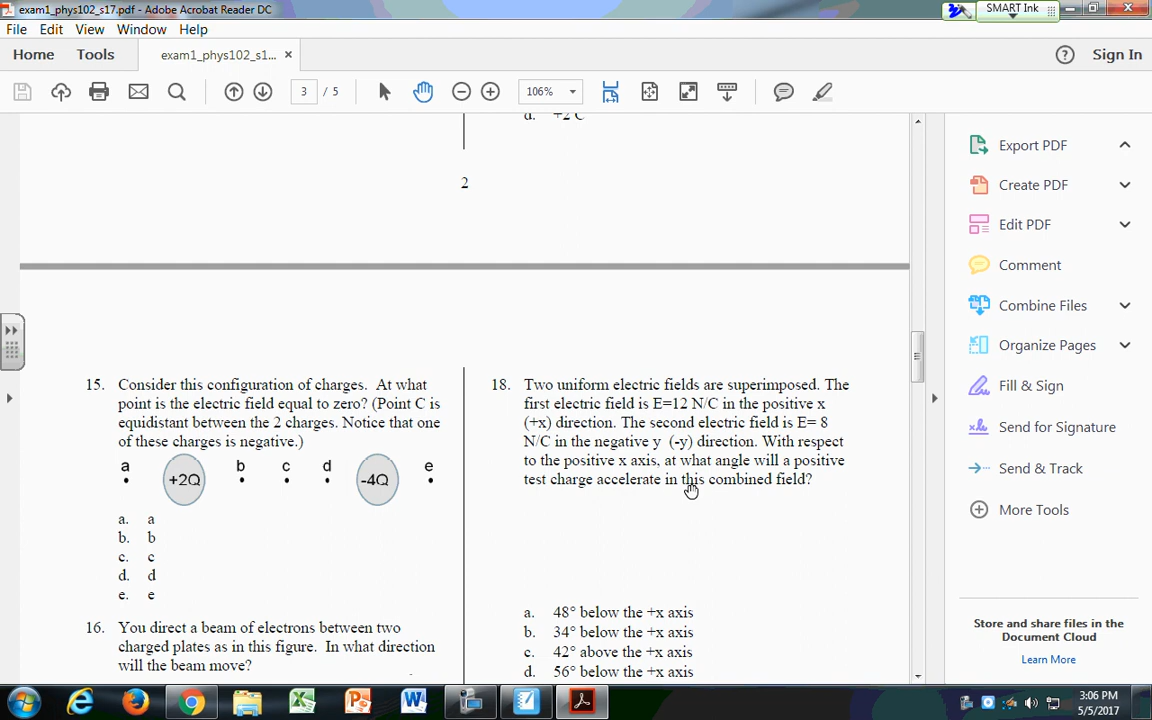 exam1_phys102_s17.pdf - Adobe Acrobat Reader DC
SMART Ink
File Edit View Window Help
Home Tools exam1_phys102_s1... × Sign In
3 / 5 106%
d. +2 C
2
15. Consider this configuration of charges. At what
point is the electric field equal to zero? (Point C is
equidistant between the 2 charges. Notice that one
of these charges is negative.)
a b c d e
+2Q -4Q
a. a
b. b
c. c
d. d
e. e
16. You direct a beam of electrons between two
charged plates as in this figure. In what direction
will the beam move?
18. Two uniform electric fields are superimposed. The
first electric field is E=12 N/C in the positive x
(+x) direction. The second electric field is E= 8
N/C in the negative y (-y) direction. With respect
to the positive x axis, at what angle will a positive
test charge accelerate in this combined field?
a. 48° below the +x axis
b. 34° below the +x axis
c. 42° above the +x axis
d. 56° below the +x axis
Export PDF
Create PDF
Edit PDF
Comment
Combine Files
Organize Pages
Fill & Sign
Send for Signature
Send & Track
More Tools
Store and share files in the
Document Cloud
Learn More
3:06 PM
5/5/2017